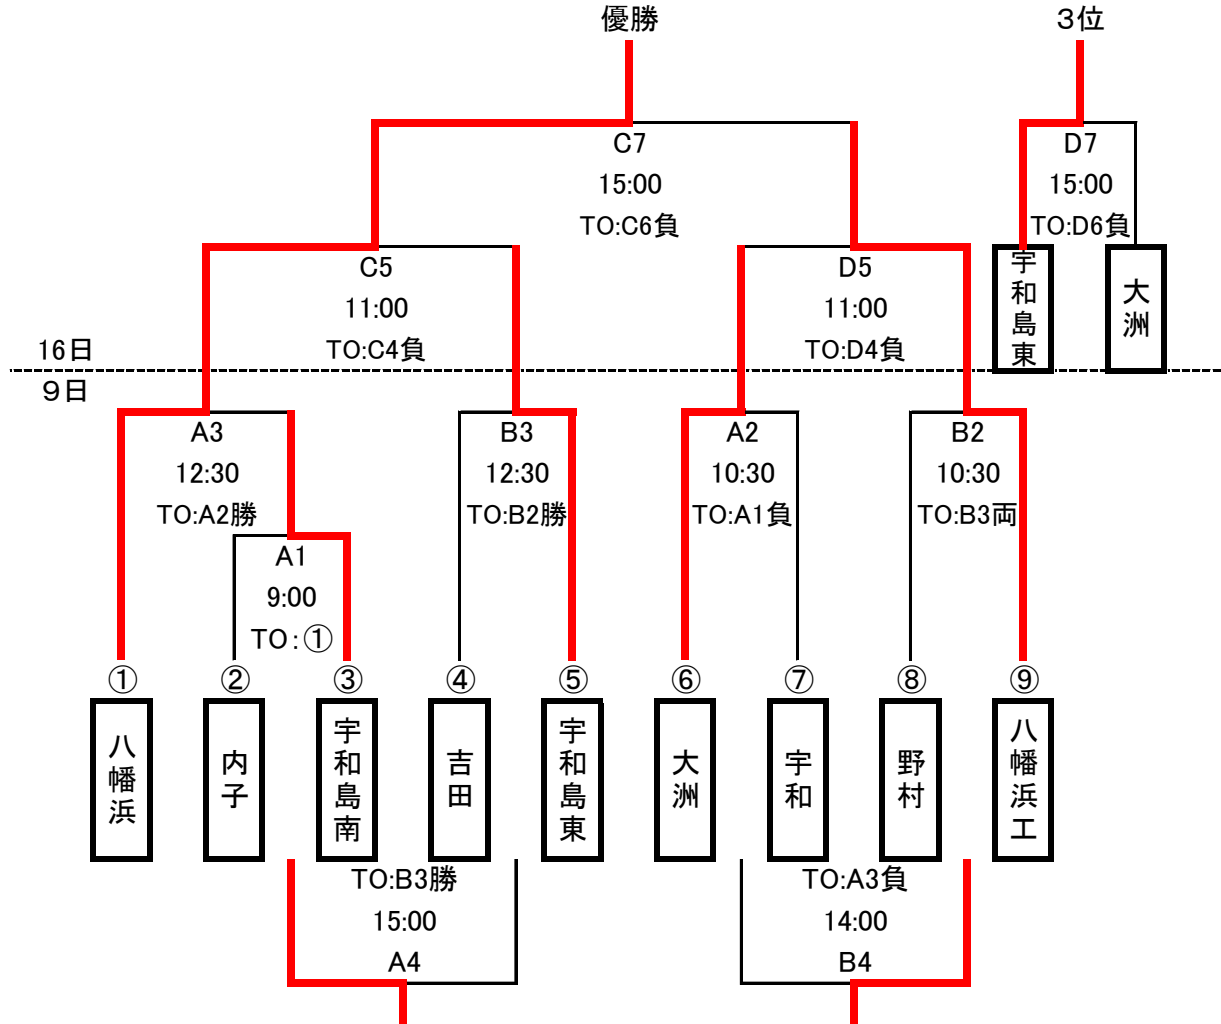 優勝
３位
C7
15:00
TO:C6負
D7
15:00
TO:D6負
宇和島東
大洲
C5
11:00
TO:C4負
D5
11:00
TO:D4負
16日
９日
A3
12:30
TO:A2勝
B3
12:30
TO:B2勝
A2
10:30
TO:A1負
B2
10:30
TO:B3両
A1
9:00
TO：①
①
②
③
④
⑤
⑥
⑦
⑧
⑨
八幡浜
内子
宇和島南
吉田
宇和島東
大洲
宇和
野村
八幡浜工
TO:B3勝
15:00
A4
TO:A3負
14:00
B4